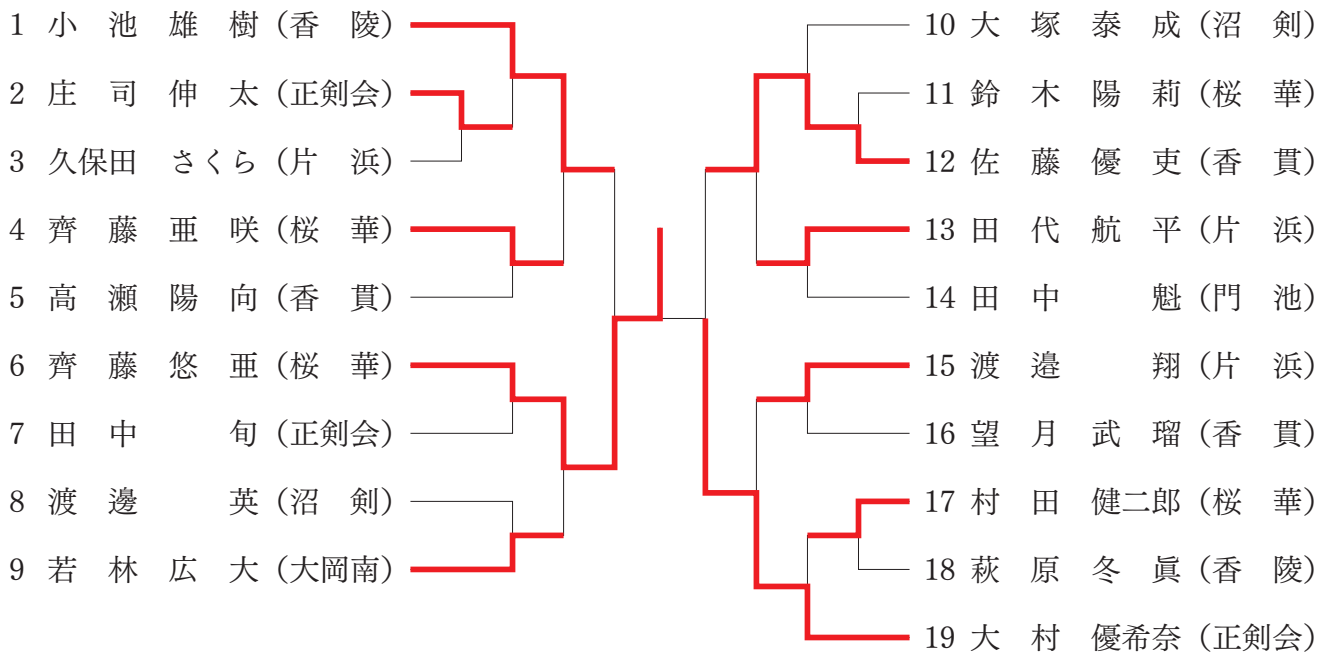 1 小池雄樹(香陵)
2 庄司伸太(正剣会)
3 久保田さくら(片浜)
4 齊藤亜咲(桜華)
5 高瀬陽向(香貫)
6 齊藤悠亜(桜華)
7 田中旬(正剣会)
8 渡邊英(沼剣)
9 若林広大(大岡南)
10 大塚泰成(沼剣)
11 鈴木陽莉(桜華)
12 佐藤優吏(香貫)
13 田代航平(片浜)
14 田中魁(門池)
15 渡邉翔(片浜)
16 望月武瑠(香貫)
17 村田健二郎(桜華)
18 萩原冬眞(香陵)
19 大村優希奈(正剣会)